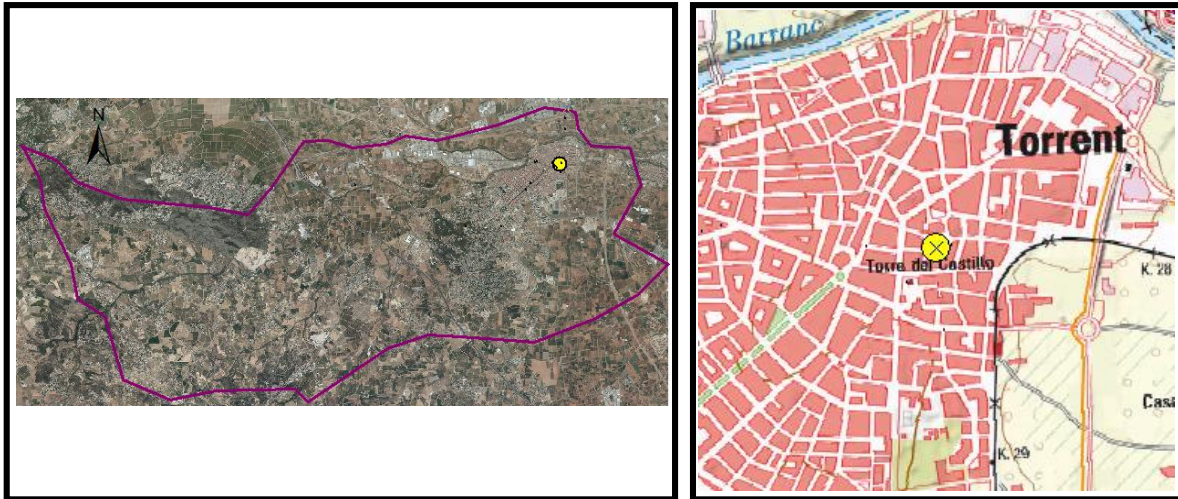 N
Barranc
Torrent
Torre del Castillo
K. 28
Casa
K. 29